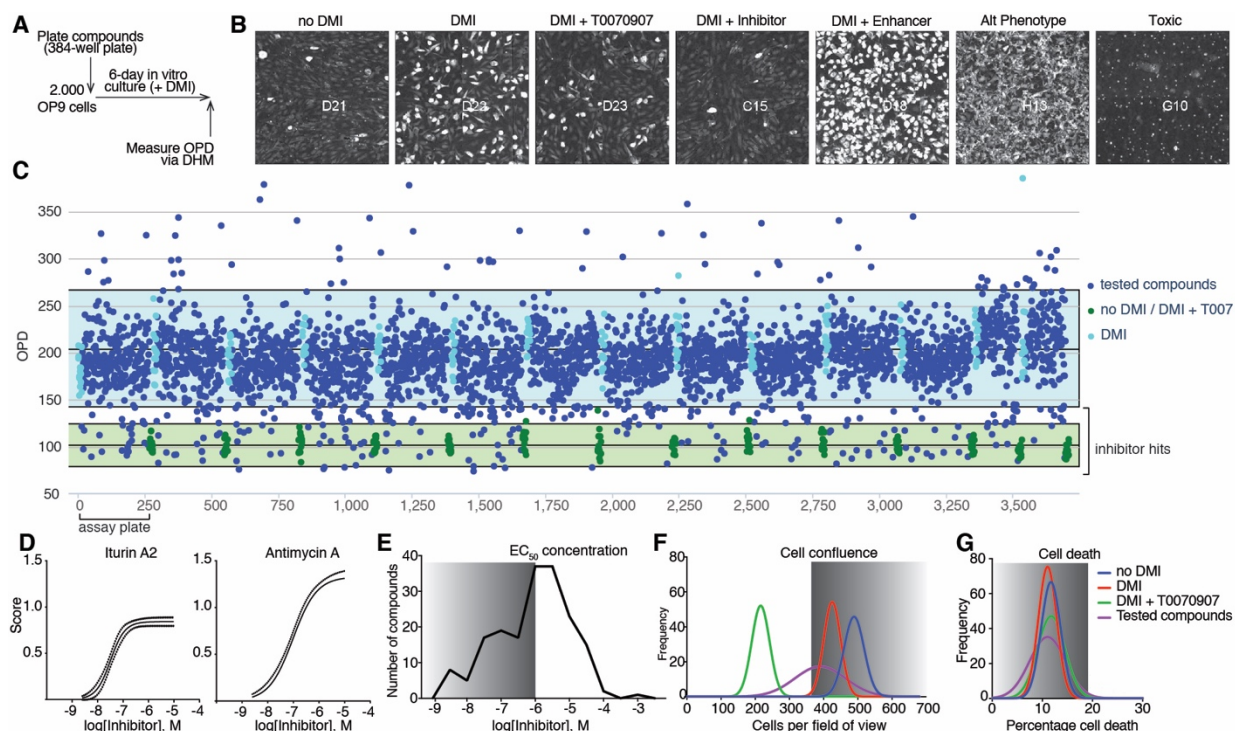 A
Plate compounds
(384-well plate)
6-day in vitro
culture (+ DMI)
2.000
OP9 cells
Measure OPD
via DHM
B
no DMI
DMI
DMI + T0070907
DMI + Inhibitor
DMI + Enhancer
Alt Phenotype
Toxic
D21
D22
D23
C15
H13
G10
C
OPD
350
300
250
200
150
100
50
0
250
500
750
1,000
1,250
1,500
1,750
2,000
2,250
2,500
2,750
3,000
3,250
3,500
assay plate
tested compounds
no DMI / DMI + T007
DMI
inhibitor hits
D
Iturin A2
Score
1.5
1.0
0.5
-9 -8 -7 -6 -5 -4
log[Inhibitor], M
Antimycin A
1.5
1.0
0.5
-9 -8 -7 -6 -5 -4
log[Inhibitor], M
E
EC50 concentration
Number of compounds
40
30
20
10
0
-9 -8 -7 -6 -5 -4 -3
log[Inhibitor], M
F
Cell confluence
Frequency
80
60
40
20
0
0 100 200 300 400 500 600 700
Cells per field of view
G
Cell death
Frequency
80
60
40
20
0
0 10 20 30
Percentage cell death
no DMI
DMI
DMI + T0070907
Tested compounds